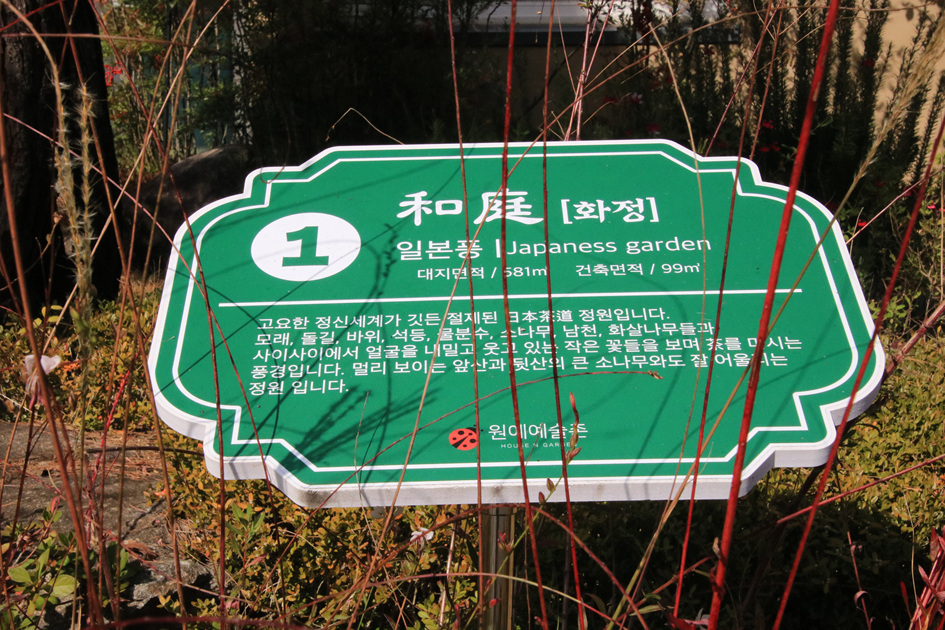 1
和庭 [화정]
일본풍 | Japaness garden
대지면적 / 581㎡ 건축면적 / 99㎡
고요한 정신세계가 깃든 절제된 日本茶道 정원입니다.
모래, 돌길, 바위, 석등, 물분수, 소나무, 남천, 화살나무들과
사이사이에서 얼굴을 내밀고 웃고 있는 작은 꽃들을 보며 茶를 마시는
풍경입니다. 멀리 보이는 앞산과 뒷산의 큰 소나무와도 잘 어울리는
정원 입니다.
원예예술촌
HOUSE N GARDEN